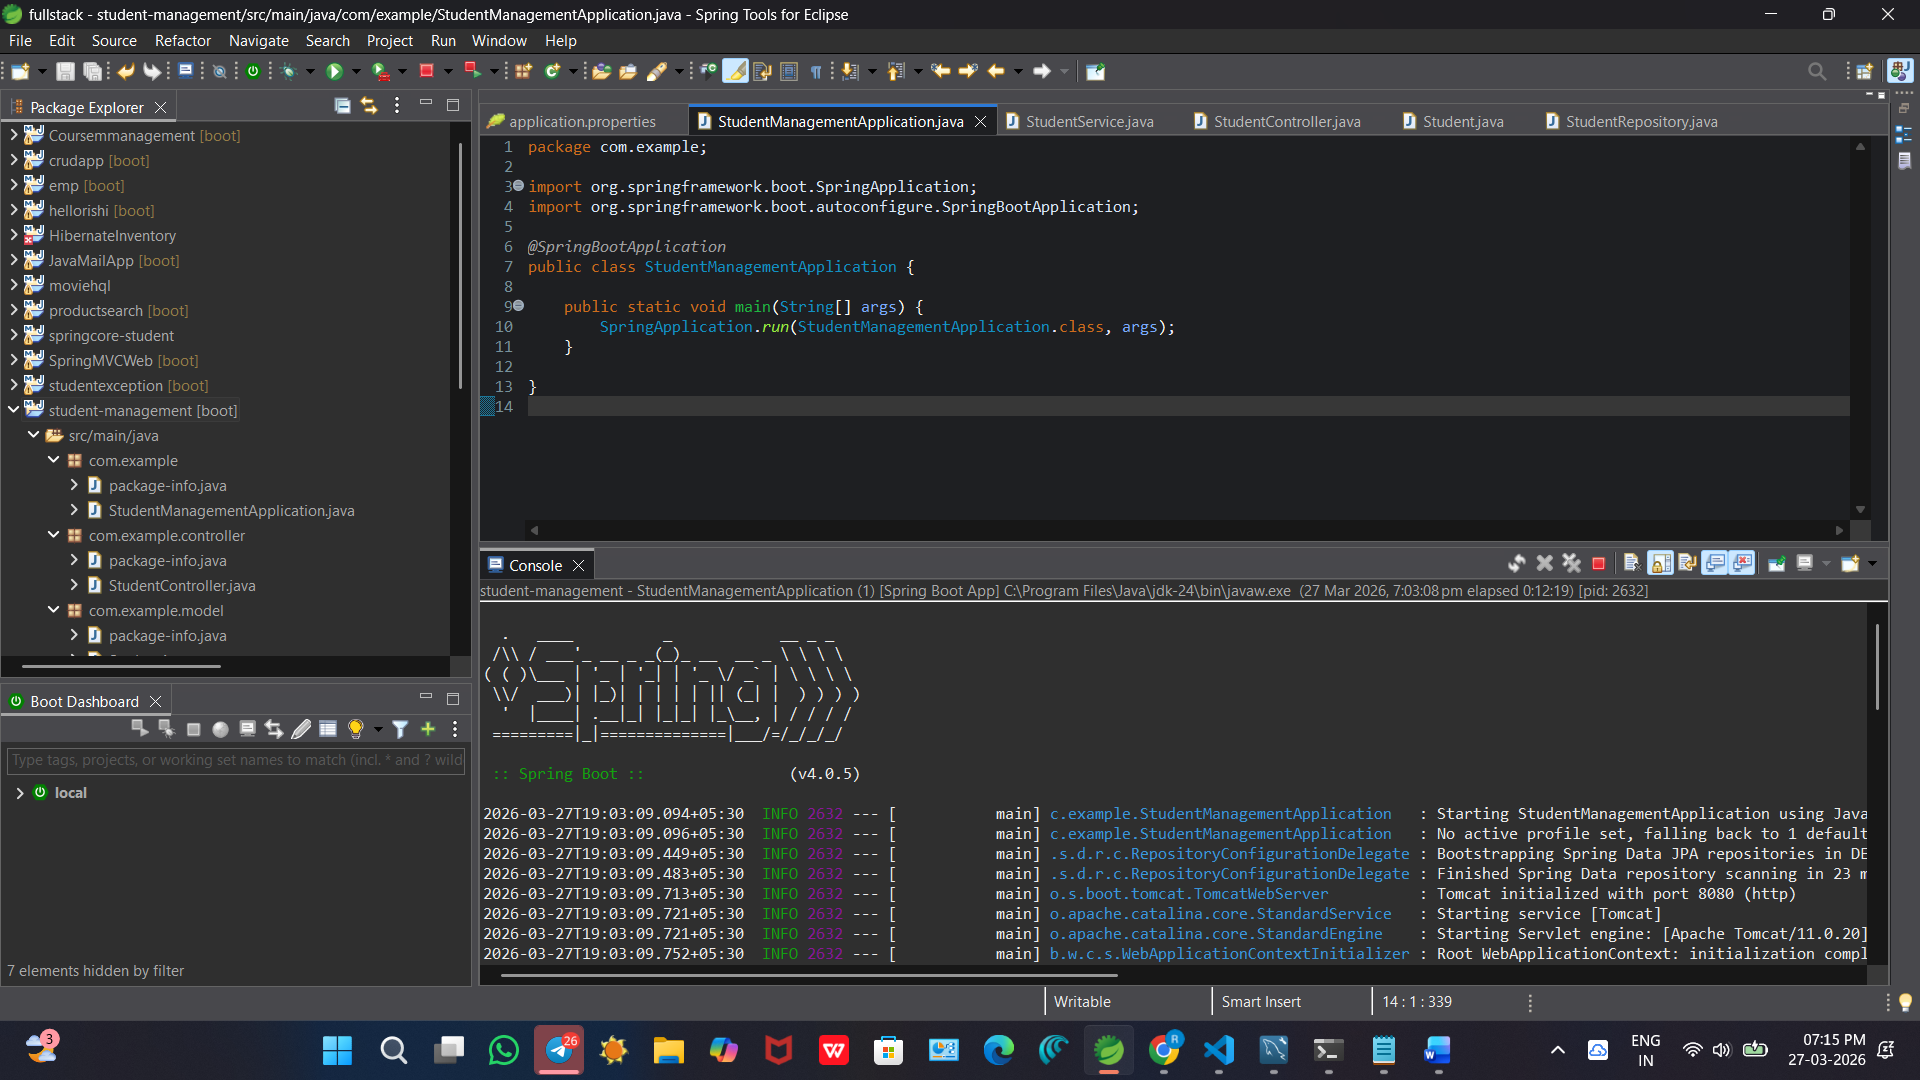 fullstack - student-management/src/main/java/com/example/StudentManagementApplication.java - Spring Tools for Eclipse
File Edit Source Refactor Navigate Search Project Run Window Help
Package Explorer
Coursemmanagement [boot]
crudapp [boot]
emp [boot]
hellorishi [boot]
HibernateInventory
JavaMailApp [boot]
moviehql
productsearch [boot]
springcore-student
SpringMVCWeb [boot]
studentexception [boot]
student-management [boot]
src/main/java
com.example
package-info.java
StudentManagementApplication.java
com.example.controller
package-info.java
StudentController.java
com.example.model
package-info.java
Boot Dashboard
Type tags, projects, or working set names to match (incl. * and ? wild
local
7 elements hidden by filter
application.properties StudentManagementApplication.java StudentService.java StudentController.java Student.java StudentRepository.java
1 package com.example;
2
3 import org.springframework.boot.SpringApplication;
4 import org.springframework.boot.autoconfigure.SpringBootApplication;
5
6 @SpringBootApplication
7 public class StudentManagementApplication {
8
9 public static void main(String[] args) {
10 SpringApplication.run(StudentManagementApplication.class, args);
11 }
12
13 }
14
Console
student-management - StudentManagementApplication (1) [Spring Boot App] C:\Program Files\Java\jdk-24\bin\javaw.exe (27 Mar 2026, 7:03:08 pm elapsed 0:12:19) [pid: 2632]
Spring
:: Spring Boot :: (v4.0.5)
2026-03-27T19:03:09.094+05:30 INFO 2632 --- [ main] c.example.StudentManagementApplication : Starting StudentManagementApplication using Java
2026-03-27T19:03:09.096+05:30 INFO 2632 --- [ main] c.example.StudentManagementApplication : No active profile set, falling back to 1 default
2026-03-27T19:03:09.449+05:30 INFO 2632 --- [ main] .s.d.r.c.RepositoryConfigurationDelegate : Bootstrapping Spring Data JPA repositories in DE
2026-03-27T19:03:09.483+05:30 INFO 2632 --- [ main] .s.d.r.c.RepositoryConfigurationDelegate : Finished Spring Data repository scanning in 23 m
2026-03-27T19:03:09.713+05:30 INFO 2632 --- [ main] o.s.boot.tomcat.TomcatWebServer : Tomcat initialized with port 8080 (http)
2026-03-27T19:03:09.721+05:30 INFO 2632 --- [ main] o.apache.catalina.core.StandardService : Starting service [Tomcat]
2026-03-27T19:03:09.721+05:30 INFO 2632 --- [ main] o.apache.catalina.core.StandardEngine : Starting Servlet engine: [Apache Tomcat/11.0.20]
2026-03-27T19:03:09.752+05:30 INFO 2632 --- [ main] b.w.c.s.WebApplicationContextInitializer : Root WebApplicationContext: initialization compl
Writable Smart Insert 14 : 1 : 339
3
26
R
ENG
IN
07:15 PM
27-03-2026